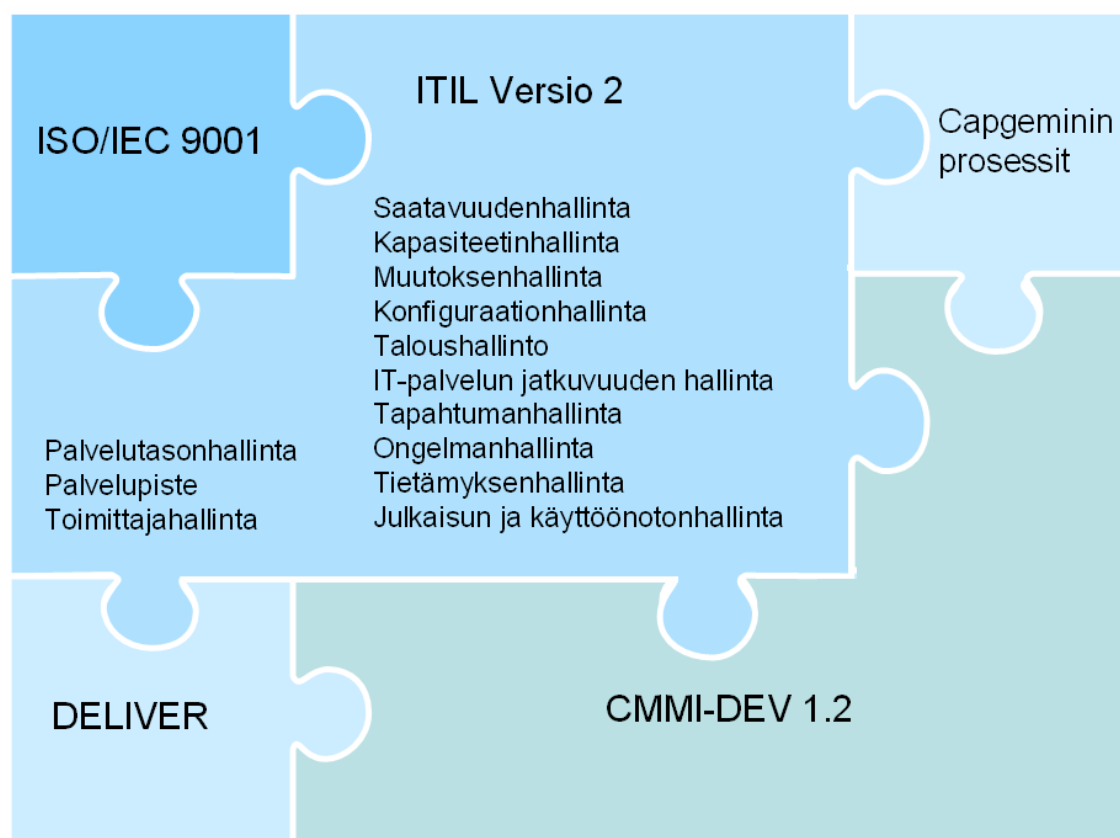 ITIL Versio 2
ISO/IEC 9001
Capgeminin
prosessit
Saatavuudenhallinta
Kapasiteetinhallinta
Muutoksenhallinta
Konfiguraationhallinta
Taloushallinto
IT-palvelun jatkuvuuden hallinta
Tapahtumanhallinta
Ongelmanhallinta
Tietämyksenhallinta
Julkaisun ja käyttöönotonhallinta
Palvelutasonhallinta
Palvelupiste
Toimittajahallinta
DELIVER
CMMI-DEV 1.2